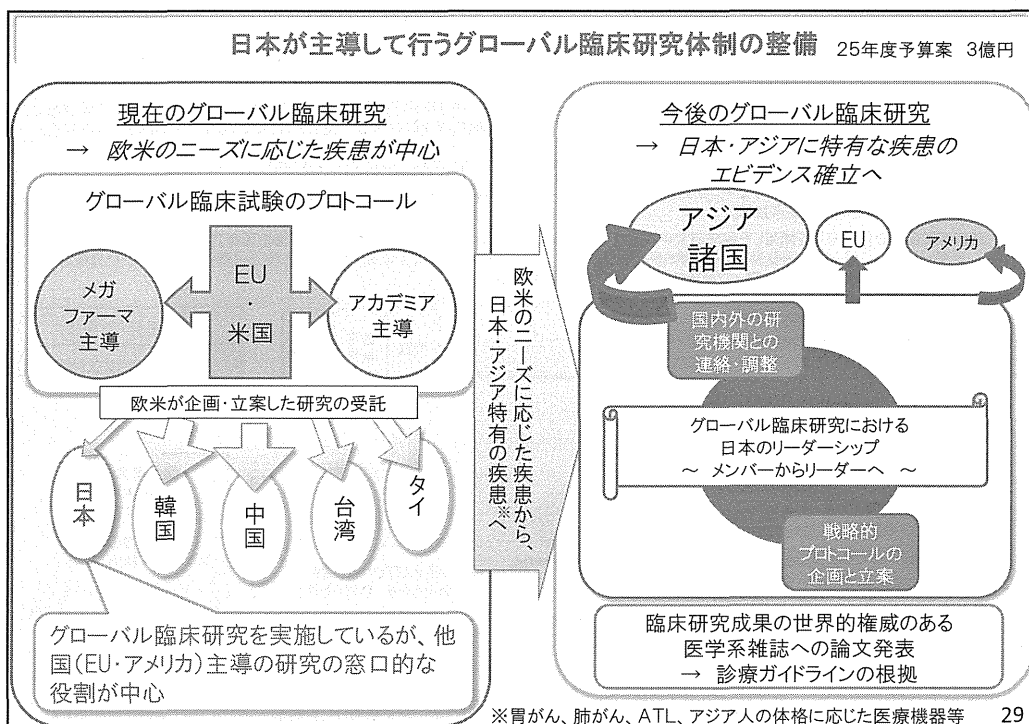 日本が主導して行うグローバル臨床研究体制の整備 25年度予算案 3億円
現在のグローバル臨床研究
→ 欧米のニーズに応じた疾患が中心
グローバル臨床試験のプロトコール
メガ
ファーマ
主導
EU
・
米国
アカデミア
主導
欧米が企画・立案した研究の受託
日本
韓国
中国
台湾
タイ
グローバル臨床研究を実施しているが、他
国(EU・アメリカ)主導の研究の窓口的な
役割が中心
欧米のニーズに応じた疾患から、
日本・アジア特有の疾患※へ
今後のグローバル臨床研究
→ 日本・アジアに特有な疾患の
エビデンス確立へ
アジア
諸国
EU
アメリカ
国内外の研
究機関との
連絡・調整
グローバル臨床研究における
日本のリーダーシップ
～ メンバーからリーダーへ ～
戦略的
プロトコールの
企画と立案
臨床研究成果の世界的権威のある
医学系雑誌への論文発表
→ 診療ガイドラインの根拠
※胃がん、肺がん、ATL、アジア人の体格に応じた医療機器等
29